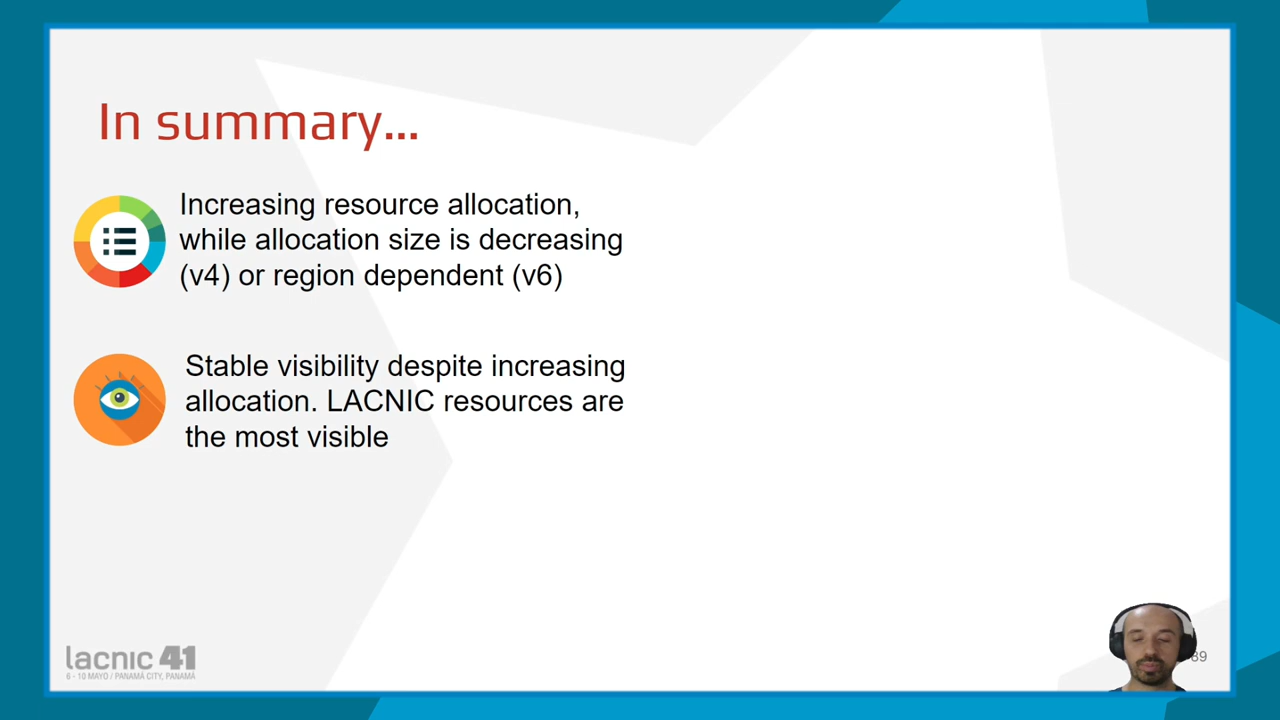 In summary...
Increasing resource allocation,
while allocation size is decreasing
(v4) or region dependent (v6)
Stable visibility despite increasing
allocation. LACNIC resources are
the most visible
lacnic 41
6 - 10 MAYO / PANAMÁ CITY, PANAMÁ
39